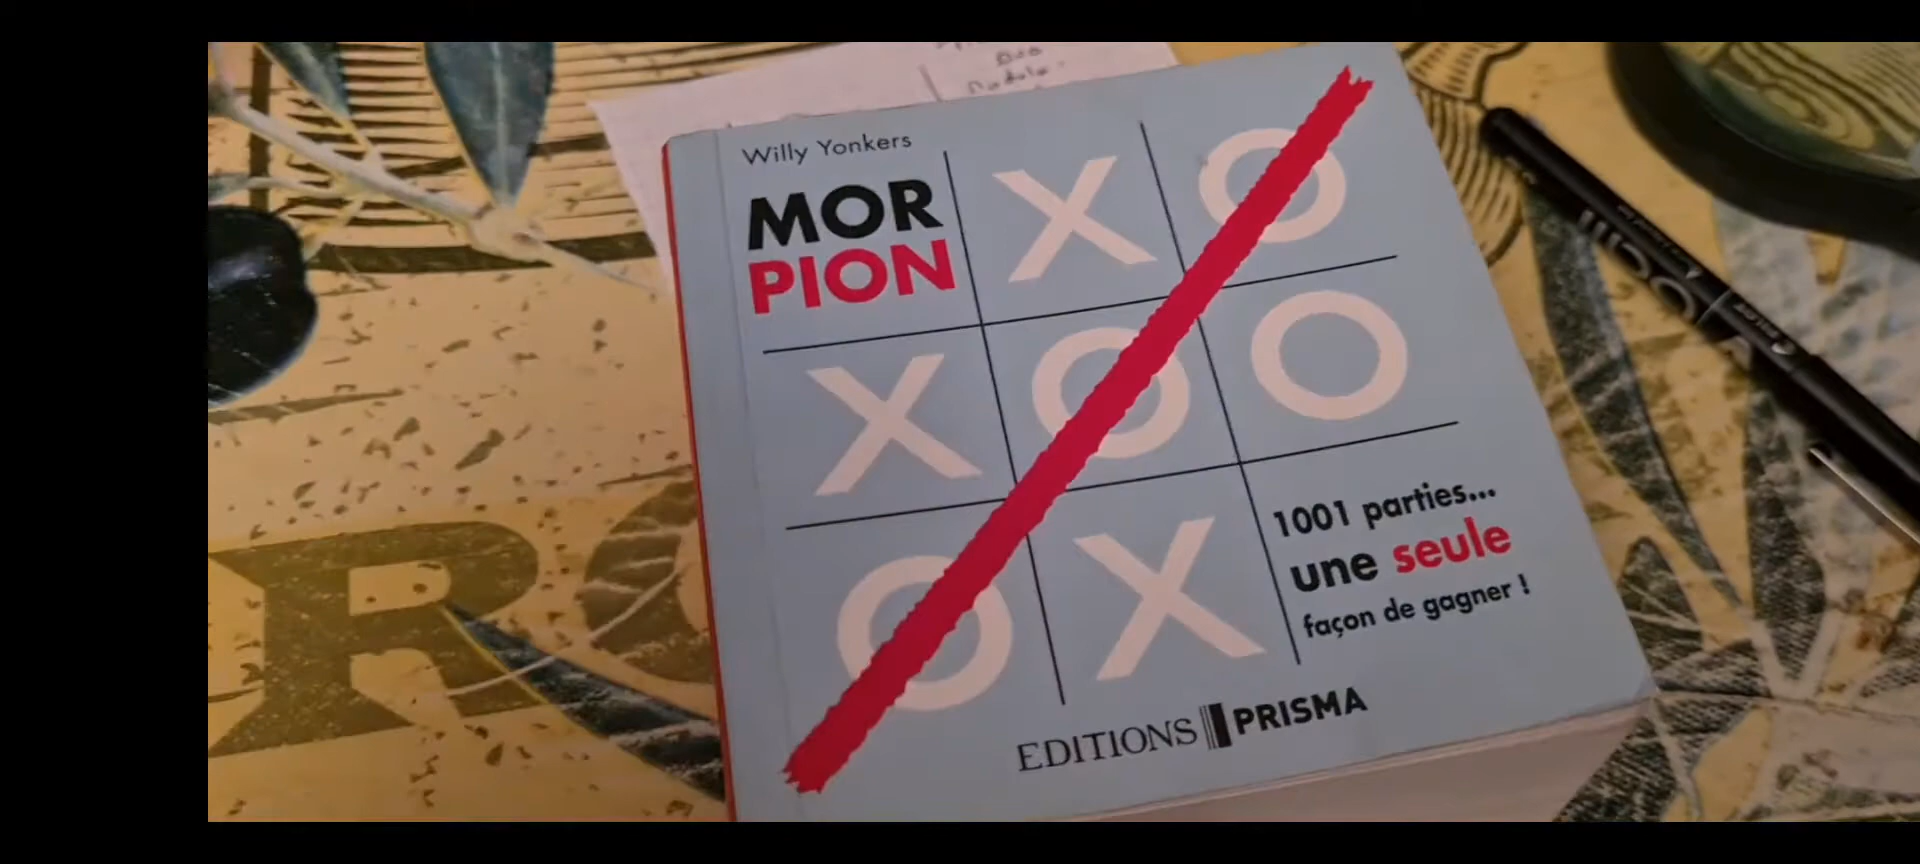 Willy Yonkers
MOR
PION
X O
X O O
O X
1001 parties...
une seule
façon de gagner !
EDITIONS PRISMA
R